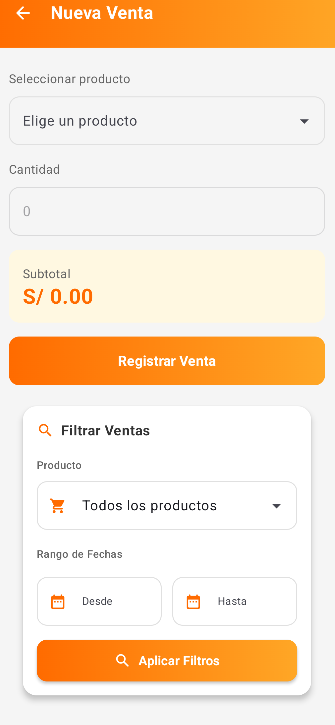 Nueva Venta
Seleccionar producto
Elige un producto
Cantidad
0
Subtotal
S/ 0.00
Registrar Venta
Filtrar Ventas
Producto
Todos los productos
Rango de Fechas
Desde Hasta
Aplicar Filtros